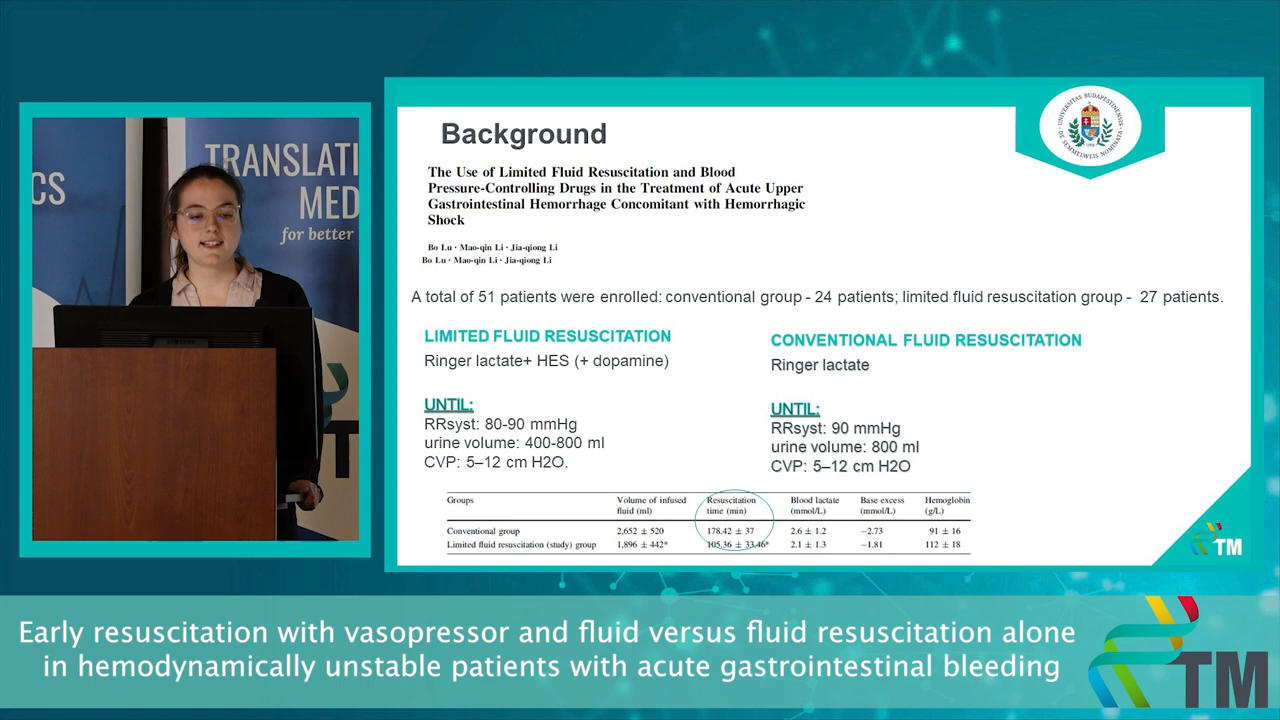 CS
TRANSLATI
MED
for better
SAMSUNG
T
Background
UNIVERSITAS BUDAPESTINENSIS
DE SEMMELWEIS NOMINATA
The Use of Limited Fluid Resuscitation and Blood
Pressure-Controlling Drugs in the Treatment of Acute Upper
Gastrointestinal Hemorrhage Concomitant with Hemorrhagic
Shock
Bo Lu · Mao-qin Li · Jia-qiong Li
Bo Lu · Mao-qin Li · Jia-qiong Li
A total of 51 patients were enrolled: conventional group - 24 patients; limited fluid resuscitation group - 27 patients.
LIMITED FLUID RESUSCITATION
Ringer lactate+ HES (+ dopamine)
UNTIL:
RRsyst: 80-90 mmHg
urine volume: 400-800 ml
CVP: 5–12 cm H2O.
CONVENTIONAL FLUID RESUSCITATION
Ringer lactate
UNTIL:
RRsyst: 90 mmHg
urine volume: 800 ml
CVP: 5–12 cm H2O
Groups Volume of infused fluid (ml) Resuscitation time (min) Blood lactate (mmol/L) Base excess (mmol/L) Hemoglobin (g/L)
Conventional group 2,652 ± 520 178.42 ± 37 2.6 ± 1.2 −2.73 91 ± 16
Limited fluid resuscitation (study) group 1,896 ± 442* 105.36 ± 33.46* 2.1 ± 1.3 −1.81 112 ± 18
TM
Early resuscitation with vasopressor and fluid versus fluid resuscitation alone
in hemodynamically unstable patients with acute gastrointestinal bleeding
TM